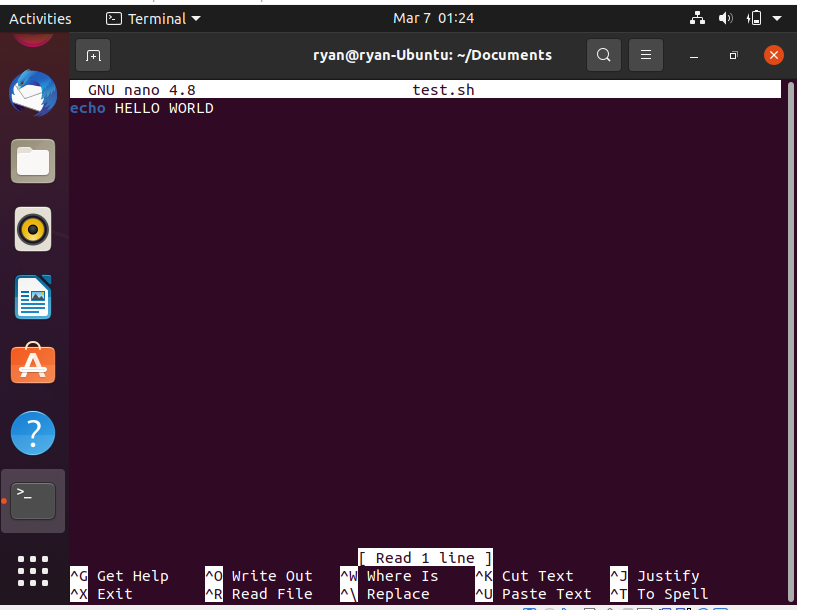 Activities Terminal Mar 7 01:24
ryan@ryan-Ubuntu: ~/Documents
GNU nano 4.8 test.sh
echo HELLO WORLD
[ Read 1 line ]
^G Get Help ^O Write Out ^W Where Is ^K Cut Text ^J Justify
^X Exit ^R Read File ^\ Replace ^U Paste Text ^T To Spell